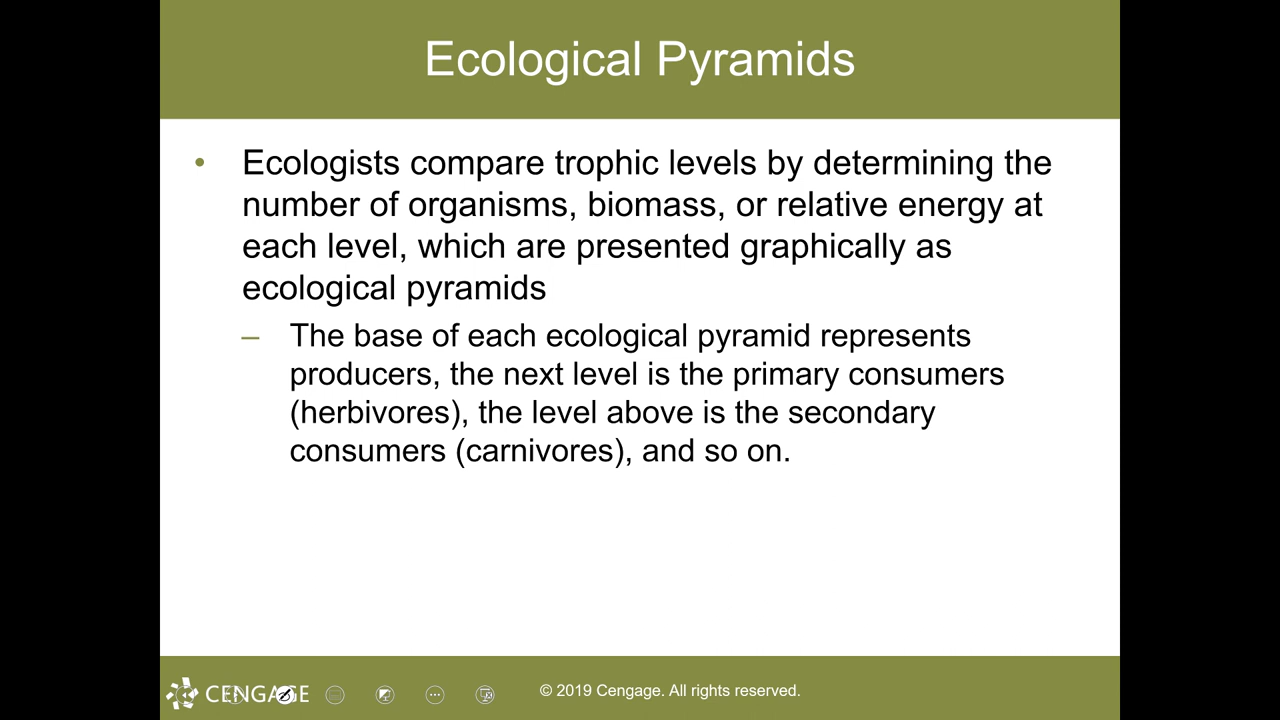 Ecological Pyramids
• Ecologists compare trophic levels by determining the
number of organisms, biomass, or relative energy at
each level, which are presented graphically as
ecological pyramids
– The base of each ecological pyramid represents
producers, the next level is the primary consumers
(herbivores), the level above is the secondary
consumers (carnivores), and so on.
CENGAGE
© 2019 Cengage. All rights reserved.